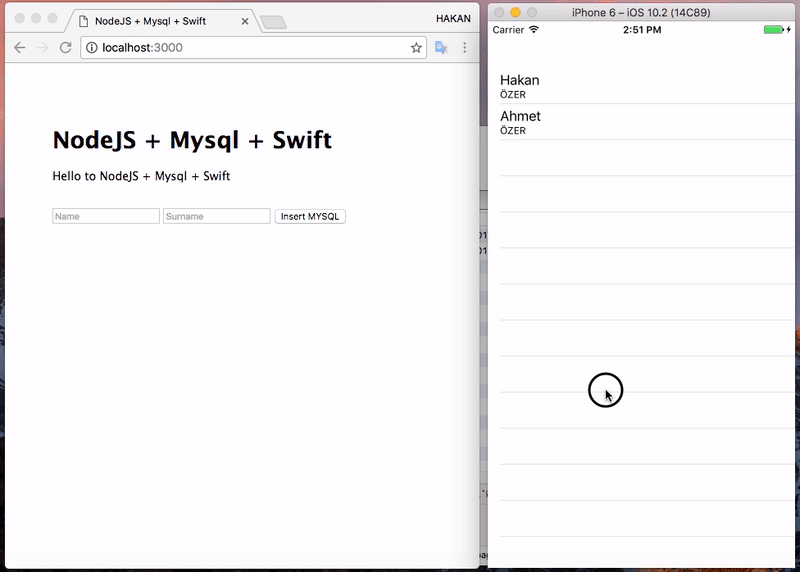 NodeJS + Mysql + Swift
HAKAN
localhost:3000
NodeJS + Mysql + Swift
Hello to NodeJS + Mysql + Swift
Name Surname Insert MYSQL
iPhone 6 – iOS 10.2 (14C89)
Carrier 2:51 PM
Hakan
ÖZER
Ahmet
ÖZER